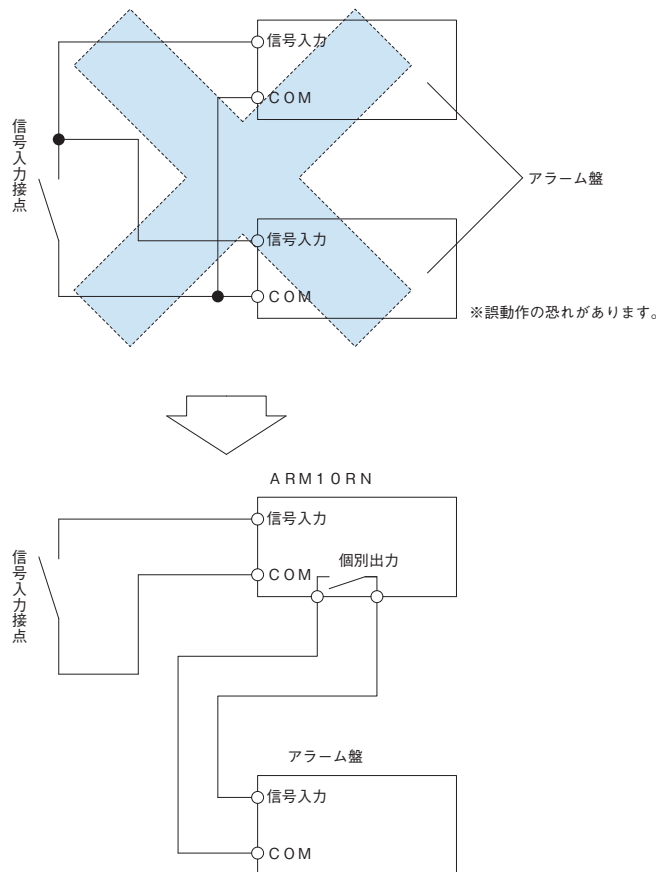 信号入力
COM
信号入力接点
アラーム盤
信号入力
COM
※誤動作の恐れがあります。
ARM10RN
信号入力
個別出力
COM
信号入力接点
アラーム盤
信号入力
COM